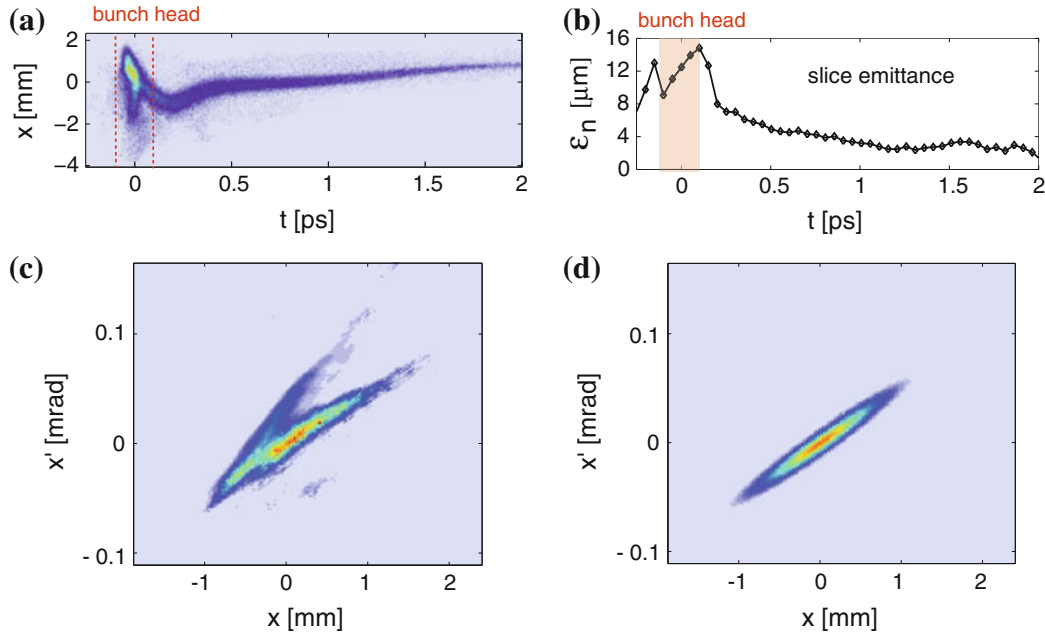 (a)
bunch head
x [mm]
2
0
-2
-4
0
0.5
1
1.5
2
t [ps]
(b)
bunch head
slice emittance
εn [μm]
16
12
8
4
0
0
0.5
1
1.5
2
t [ps]
(c)
x' [mrad]
0.1
0
- 0.1
-1
0
1
2
x [mm]
(d)
x' [mrad]
0.1
0
- 0.1
-1
0
1
2
x [mm]